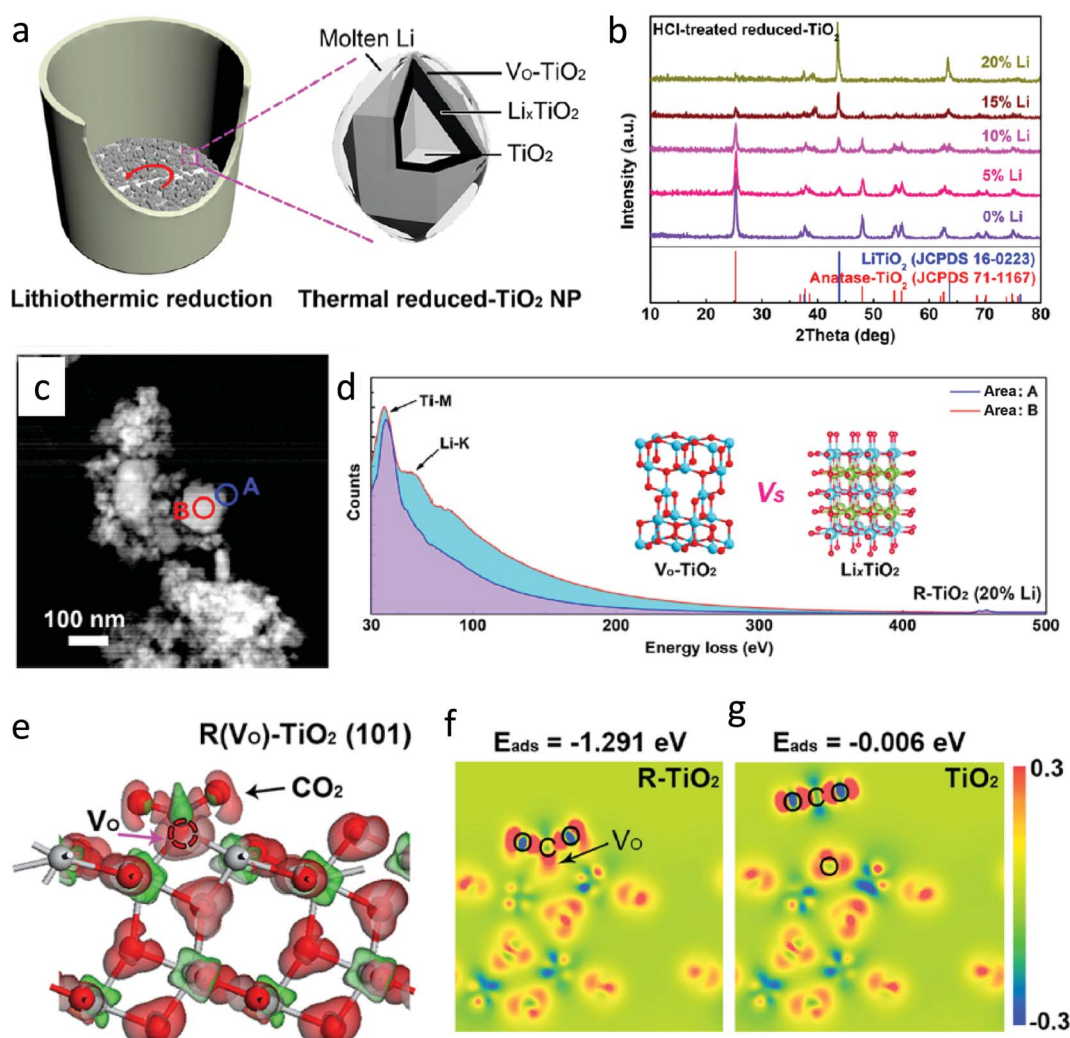 a
Molten Li
Vo-TiO₂
LiₓTiO₂
TiO₂
Lithiothermic reduction
Thermal reduced-TiO₂ NP
b
HCl-treated reduced-TiO₂
20% Li
15% Li
10% Li
5% Li
0% Li
LiTiO₂ (JCPDS 16-0223)
Anatase-TiO₂ (JCPDS 71-1167)
Intensity (a.u.)
10 20 30 40 50 60 70 80
2Theta (deg)
c
A
B
100 nm
d
Ti-M
Li-K
Area: A
Area: B
Vs
Vo-TiO₂
LiₓTiO₂
R-TiO₂ (20% Li)
Counts
30 100 200 300 400 500
Energy loss (eV)
e
R(Vo)-TiO₂ (101)
CO₂
Vo
f
Eads = -1.291 eV
R-TiO₂
O C O
Vo
g
Eads = -0.006 eV
TiO₂
O C O
O
0.3
-0.3